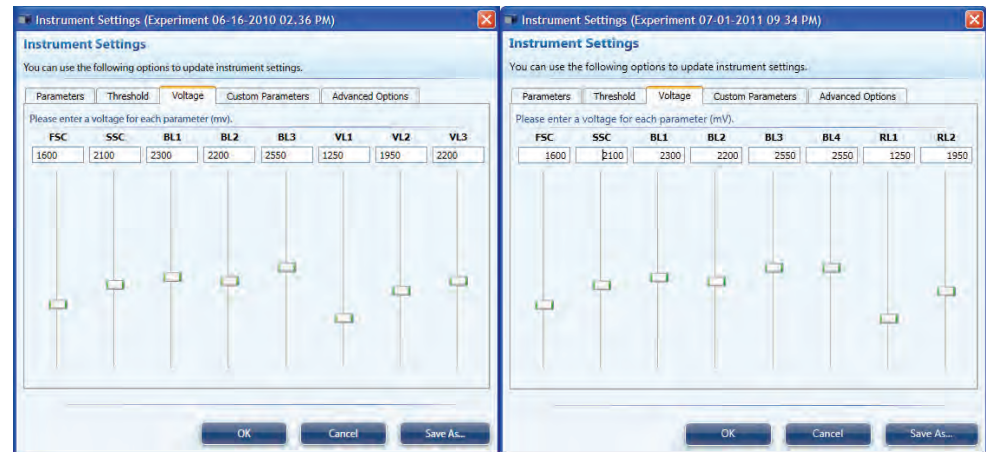 Instrument Settings (Experiment 06-16-2010 02.36 PM)
Instrument Settings
You can use the following options to update instrument settings.
Parameters Threshold Voltage Custom Parameters Advanced Options
Please enter a voltage for each parameter (mv).
FSC SSC BL1 BL2 BL3 VL1 VL2 VL3
1600 2100 2300 2200 2550 1250 1950 2200
OK Cancel Save As...
Instrument Settings (Experiment 07-01-2011 09 34 PM)
Instrument Settings
You can use the following options to update instrument settings.
Parameters Threshold Voltage Custom Parameters Advanced Options
Please enter a voltage for each parameter (mV).
FSC SSC BL1 BL2 BL3 BL4 RL1 RL2
1600 2100 2300 2200 2550 2550 1250 1950
OK Cancel Save As...